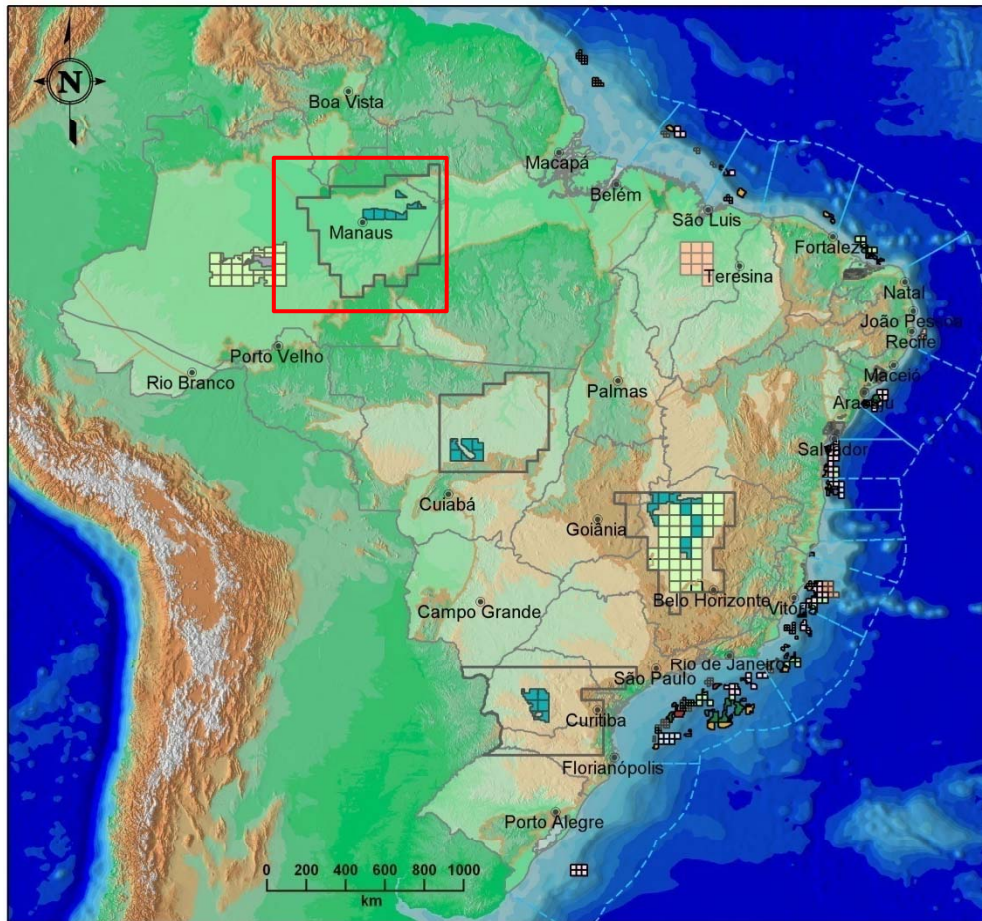 N
Boa Vista
Macapá
Belém
São Luis
Manaus
Fortaleza
Teresina
Natal
João Pessoa
Recife
Porto Velho
Rio Branco
Palmas
Maceió
Aracaju
Salvador
Cuiabá
Goiânia
Belo Horizonte
Vitória
Campo Grande
Rio de Janeiro
São Paulo
Curitiba
Florianópolis
Porto Alegre
0 200 400 600 800 1000
km